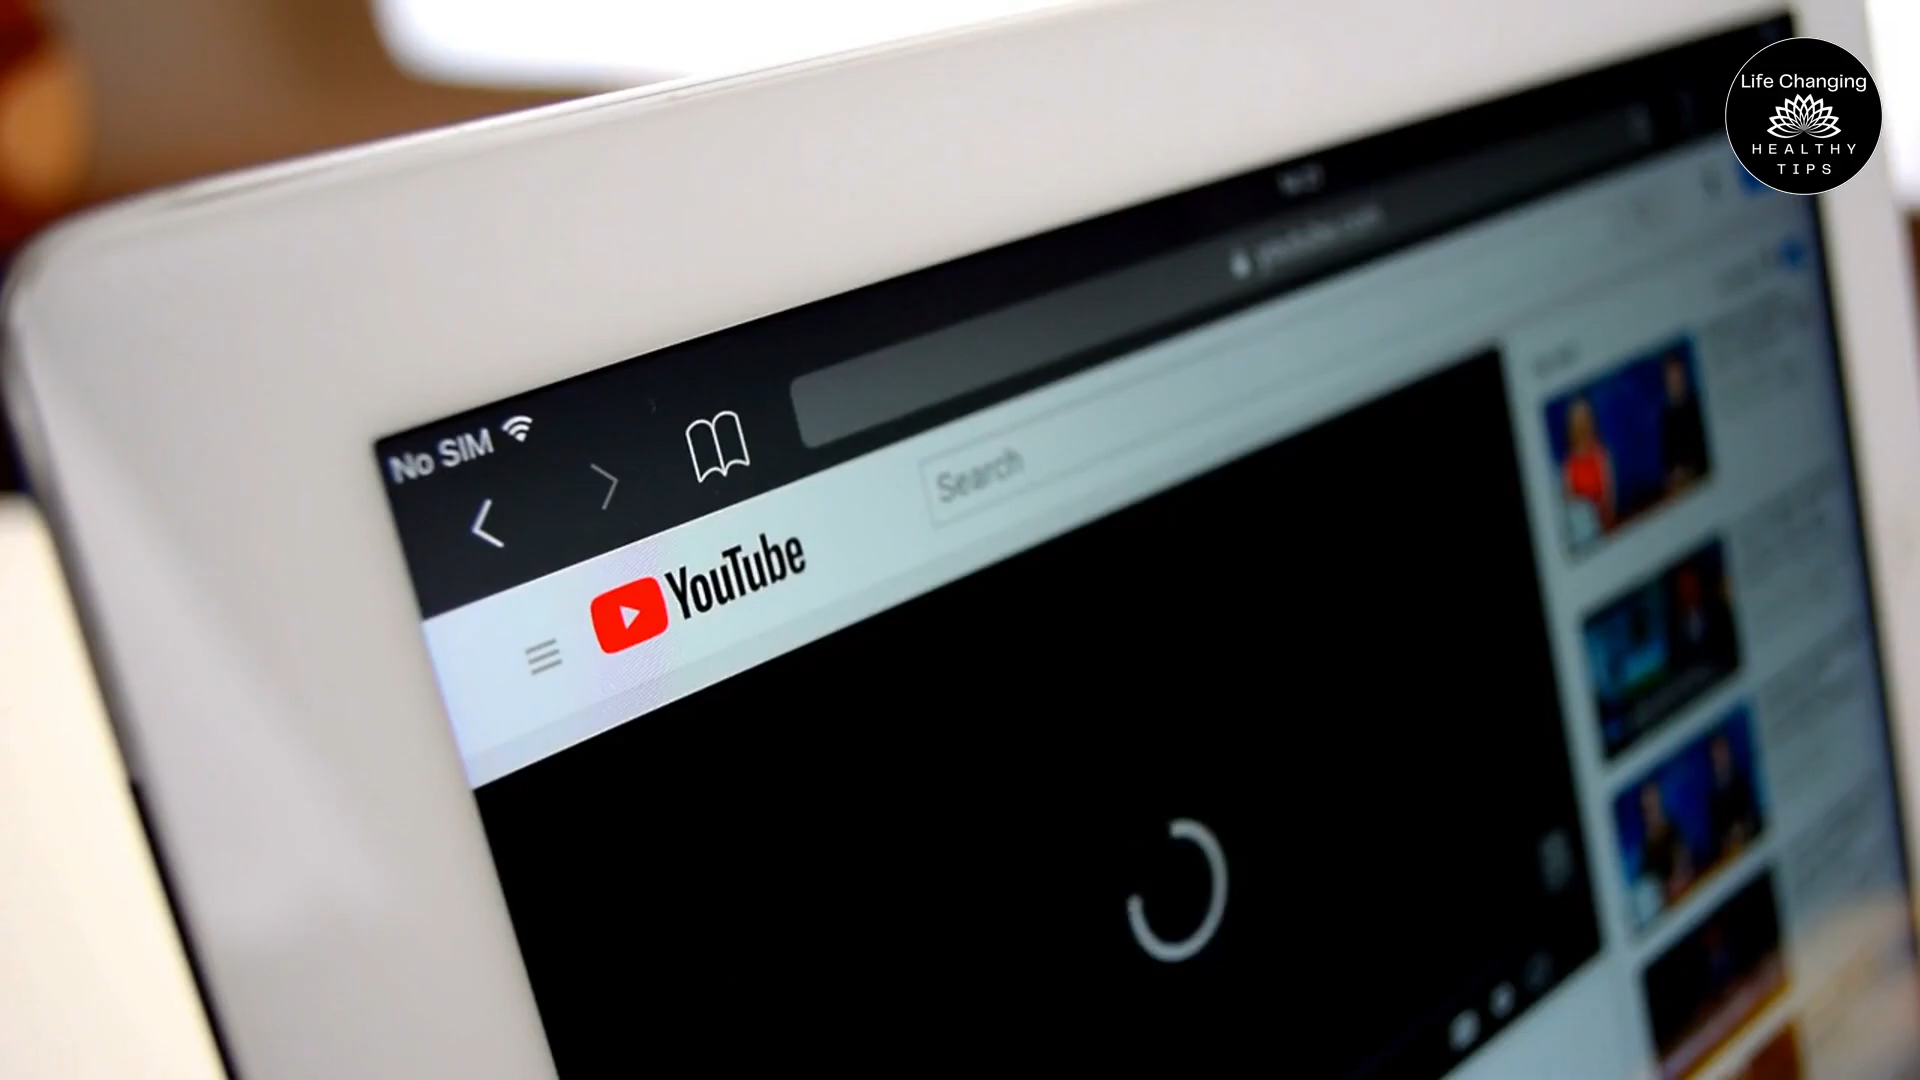 Life Changing
HEALTHY
TIPS
No SIM
Search
YouTube